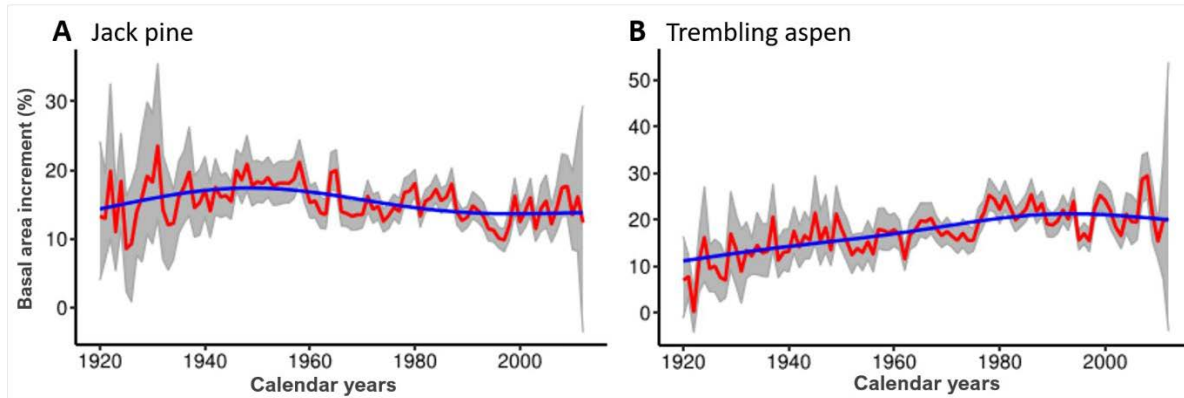 A Jack pine
B Trembling aspen
Basal area increment (%)
30
20
10
0
1920 1940 1960 1980 2000
Calendar years
50
40
30
20
10
0
1920 1940 1960 1980 2000
Calendar years